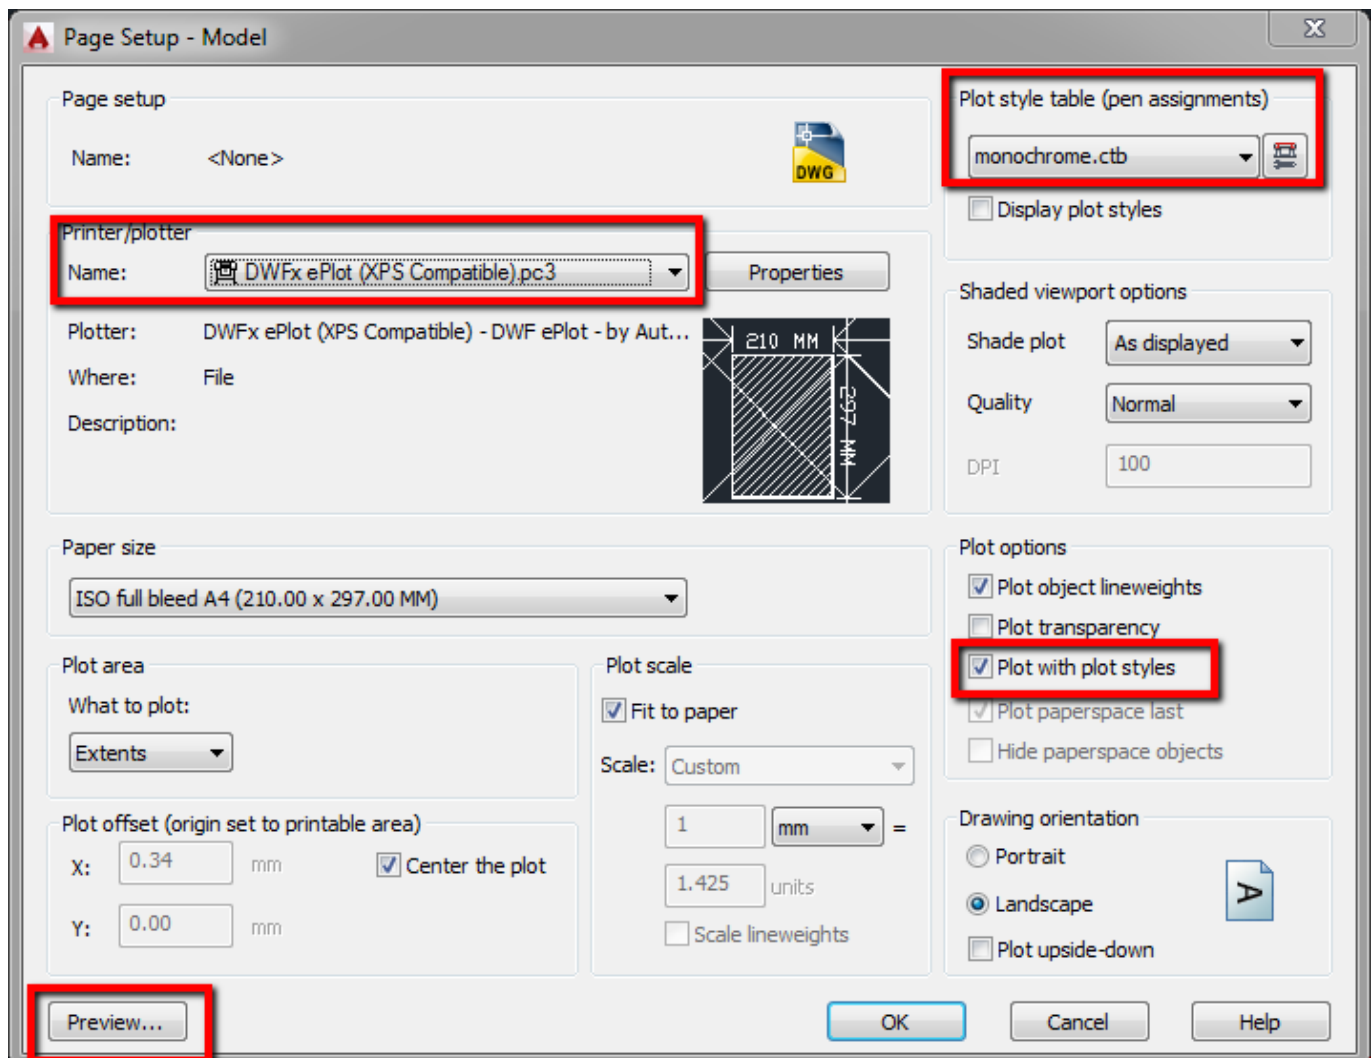 Page Setup - Model
Page setup
Name: <None>
DWG
Printer/plotter
Name: DWFx ePlot (XPS Compatible).pc3 Properties
Plotter: DWFx ePlot (XPS Compatible) - DWF ePlot - by Aut...
Where: File
Description:
210 MM
297 MM
Paper size
ISO full bleed A4 (210.00 x 297.00 MM)
Plot area
What to plot:
Extents
Plot offset (origin set to printable area)
X: 0.34 mm Center the plot
Y: 0.00 mm
Plot scale
Fit to paper
Scale: Custom
1 mm =
1.425 units
Scale lineweights
Plot style table (pen assignments)
monochrome.ctb
Display plot styles
Shaded viewport options
Shade plot As displayed
Quality Normal
DPI 100
Plot options
Plot object lineweights
Plot transparency
Plot with plot styles
Plot paperspace last
Hide paperspace objects
Drawing orientation
Portrait
A
Landscape
Plot upside-down
Preview... OK Cancel Help